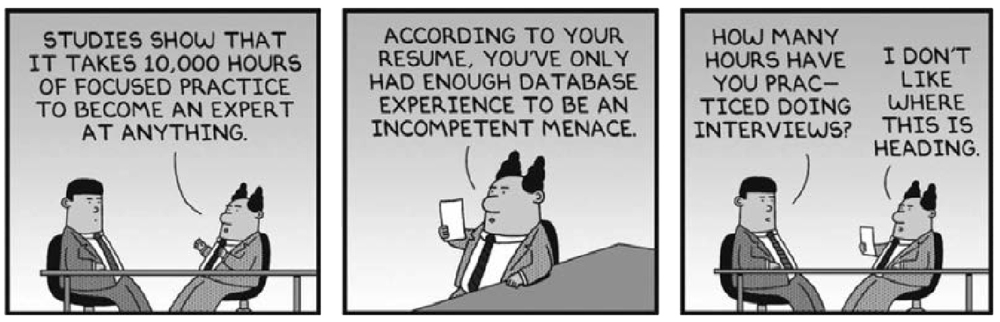 STUDIES SHOW THAT
IT TAKES 10,000 HOURS
OF FOCUSED PRACTICE
TO BECOME AN EXPERT
AT ANYTHING.
ACCORDING TO YOUR
RESUME, YOU'VE ONLY
HAD ENOUGH DATABASE
EXPERIENCE TO BE AN
INCOMPETENT MENACE.
HOW MANY
HOURS HAVE
YOU PRAC–
TICED DOING
INTERVIEWS?
I DON'T
LIKE
WHERE
THIS IS
HEADING.